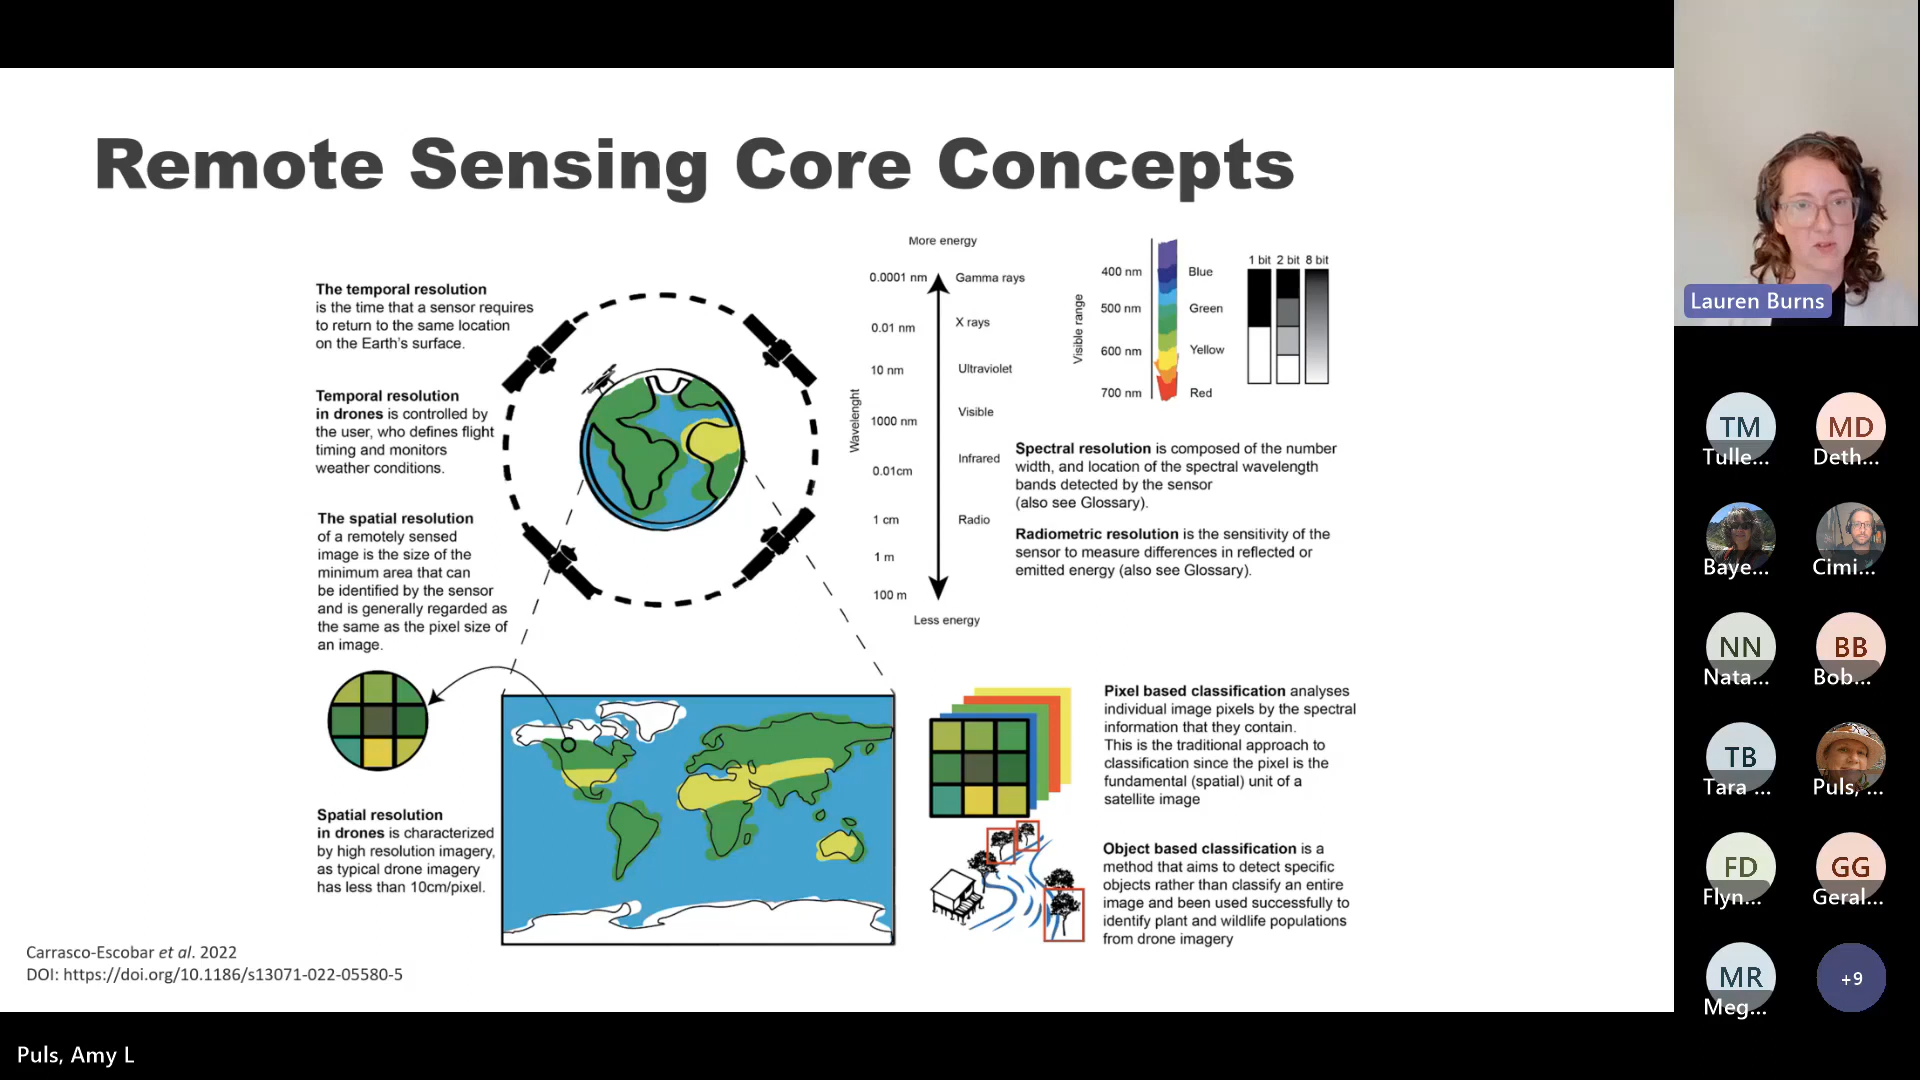 Remote Sensing Core Concepts
The temporal resolution
is the time that a sensor requires
to return to the same location
on the Earth's surface.
Temporal resolution
in drones is controlled by
the user, who defines flight
timing and monitors
weather conditions.
The spatial resolution
of a remotely sensed
image is the size of the
minimum area that can
be identified by the sensor
and is generally regarded as
the same as the pixel size of
an image.
Spatial resolution
in drones is characterized
by high resolution imagery,
as typical drone imagery
has less than 10cm/pixel.
More energy
Wavelenght
0.0001 nm Gamma rays
0.01 nm X rays
10 nm Ultraviolet
Visible
1000 nm
Infrared
0.01cm
1 cm Radio
1 m
100 m
Less energy
Visible range
400 nm Blue
500 nm Green
600 nm Yellow
700 nm Red
1 bit 2 bit 8 bit
Spectral resolution is composed of the number
width, and location of the spectral wavelength
bands detected by the sensor
(also see Glossary).
Radiometric resolution is the sensitivity of the
sensor to measure differences in reflected or
emitted energy (also see Glossary).
Pixel based classification analyses
individual image pixels by the spectral
information that they contain.
This is the traditional approach to
classification since the pixel is the
fundamental (spatial) unit of a
satellite image
Object based classification is a
method that aims to detect specific
objects rather than classify an entire
image and been used successfully to
identify plant and wildlife populations
from drone imagery
Carrasco-Escobar et al. 2022
DOI: https://doi.org/10.1186/s13071-022-05580-5
Puls, Amy L
Lauren Burns
TM MD
Tulle... Deth...
Baye... Cimi...
NN BB
Nata... Bob...
TB
Tara ... Puls, ...
FD GG
Flyn... Geral...
MR +9
Meg...